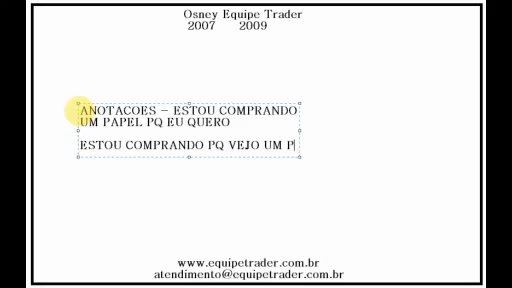 Osney Equipe Trader
2007 2009
ANOTACOES - ESTOU COMPRANDO
UM PAPEL PQ EU QUERO
ESTOU COMPRANDO PQ VEJO UM P
www.equipetrader.com.br
atendimento@equipetrader.com.br